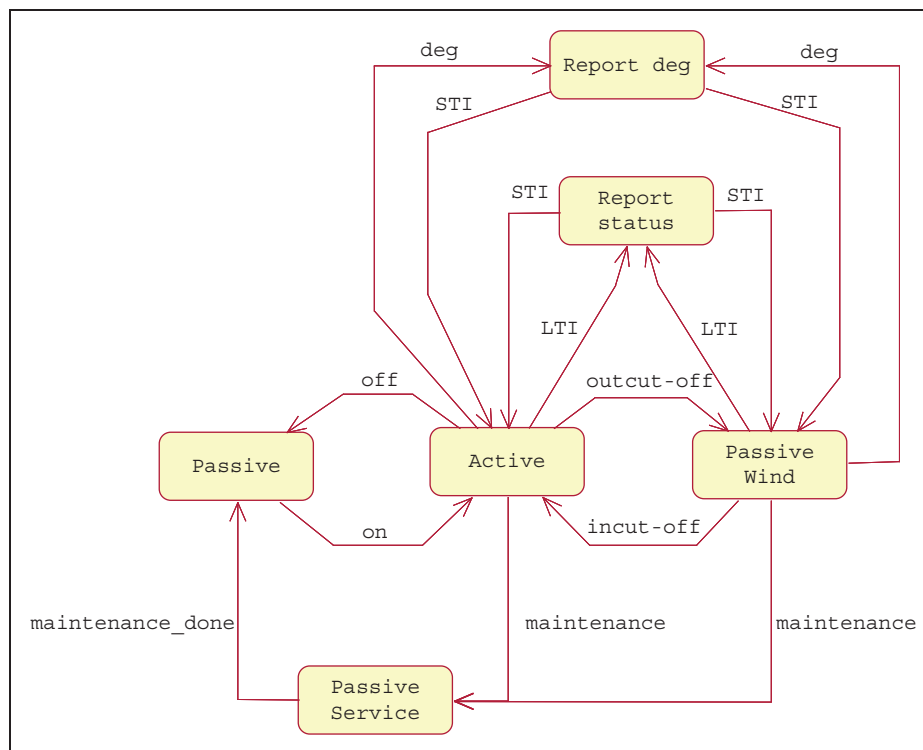 deg
deg
Report deg
STI
STI
STI
Report
status
STI
LTI
LTI
off
outcut-off
Passive
Active
Passive
Wind
on
incut-off
maintenance_done
maintenance
maintenance
Passive
Service